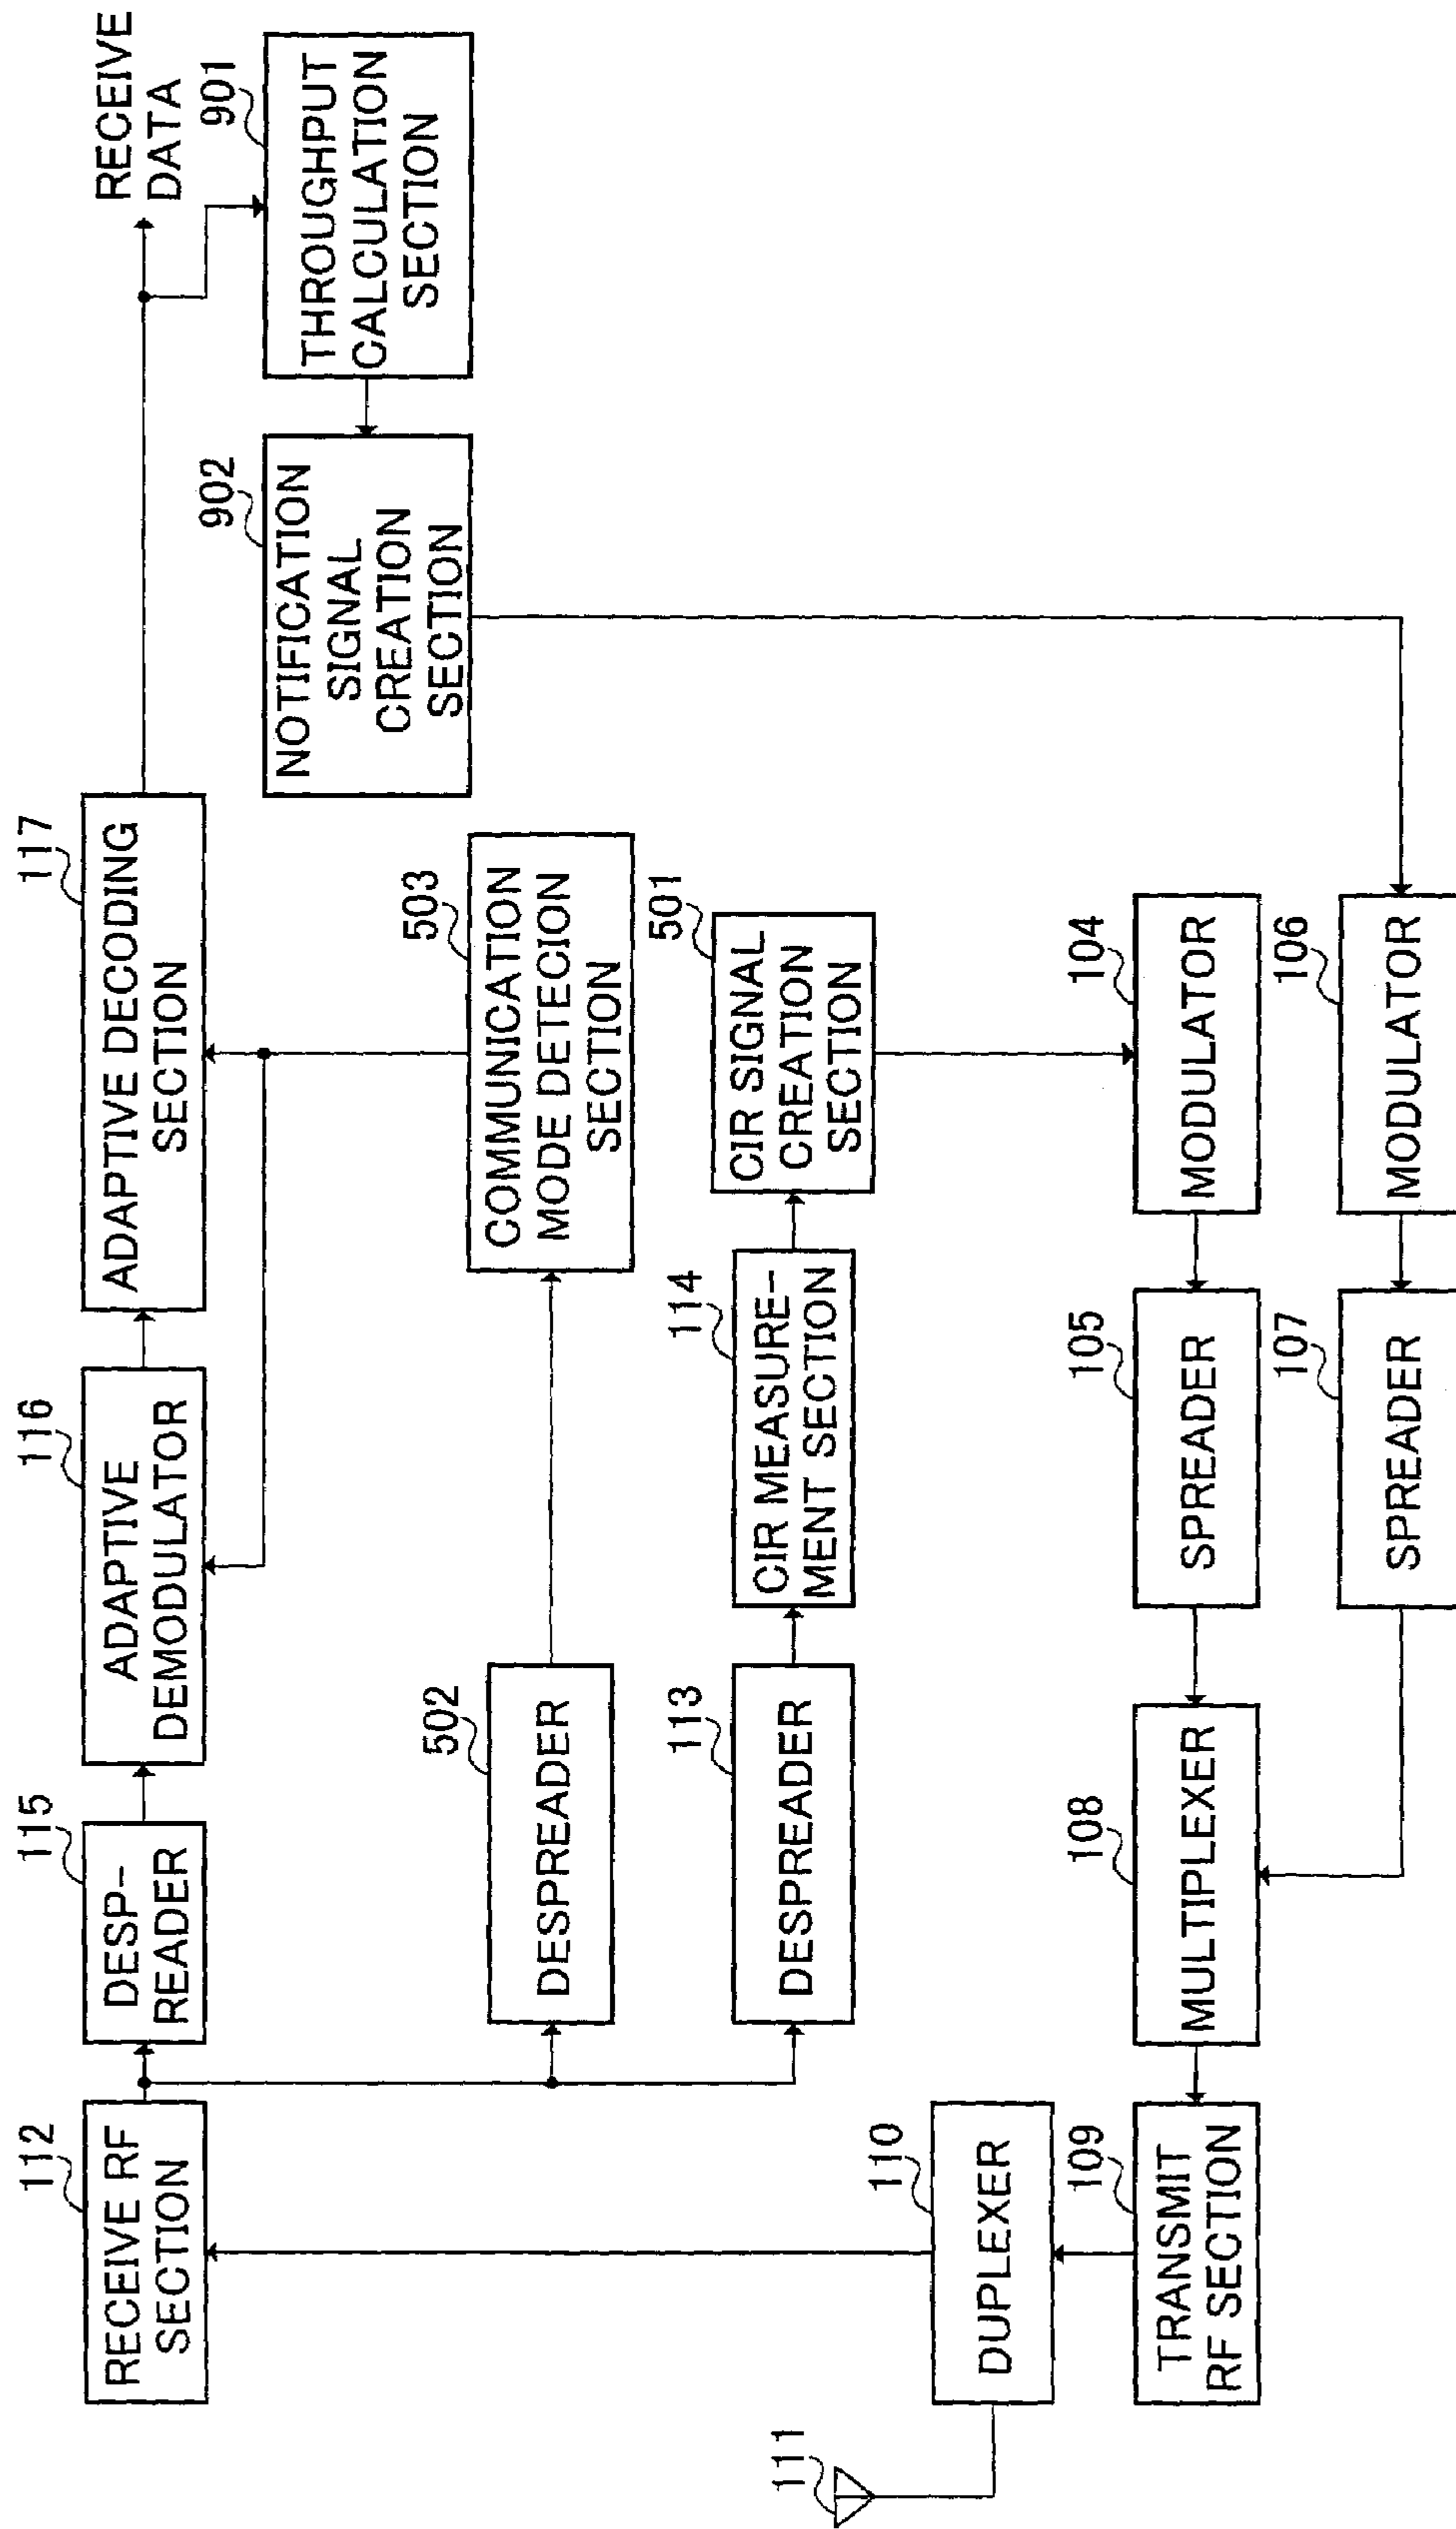 112
RECEIVE RF
SECTION
115
DESP-
READER
116
ADAPTIVE
DEMODULATOR
117
ADAPTIVE DECODING
SECTION
RECEIVE
DATA
901
THROUGHPUT
CALCULATION
SECTION
902
NOTIFICATION
SIGNAL
CREATION
SECTION
502
DESPREADER
503
COMMUNICATION
MODE DETECION
SECTION
113
DESPREADER
114
CIR MEASURE-
MENT SECTION
501
CIR SIGNAL
CREATION
SECTION
111
110
DUPLEXER
109
TRANSMIT
RF SECTION
108
MULTIPLEXER
105
SPREADER
104
MODULATOR
107
SPREADER
106
MODULATOR